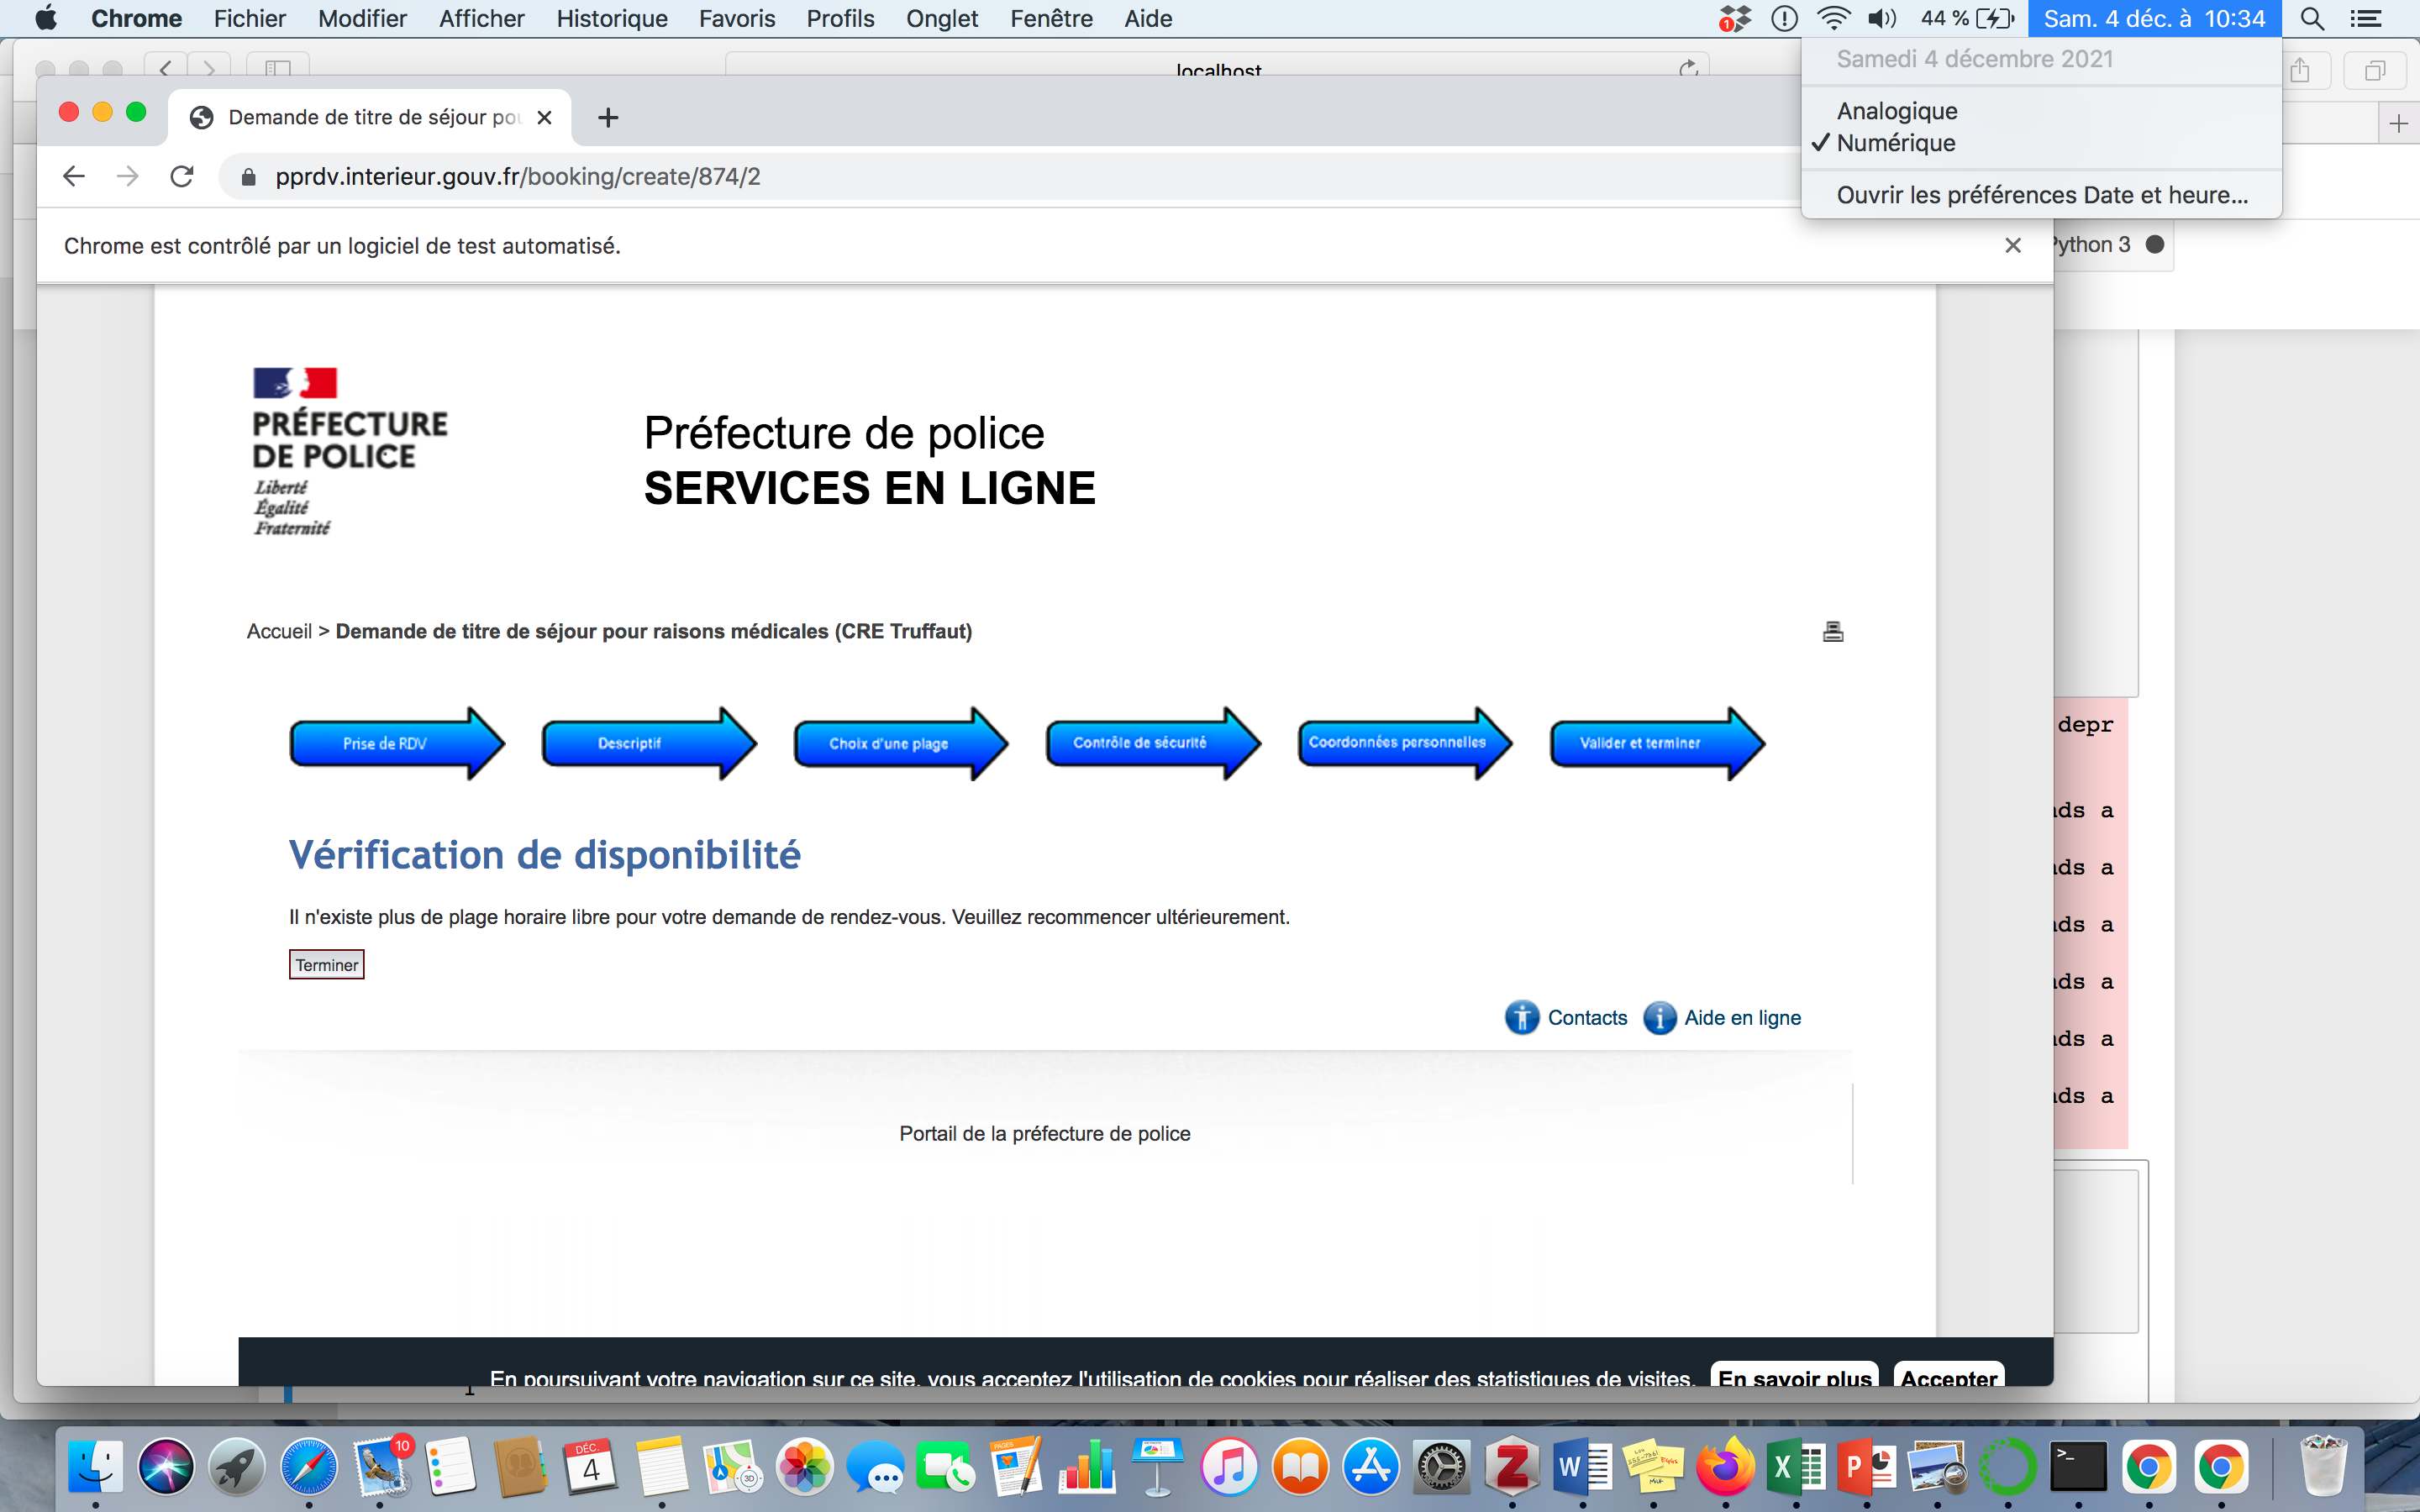 Chrome Fichier Modifier Afficher Historique Favoris Profils Onglet Fenêtre Aide 1 44 % Sam. 4 déc. à 10:34
Samedi 4 décembre 2021
Analogique
✓ Numérique
Ouvrir les préférences Date et heure...
localhost
Demande de titre de séjour
pprdv.interieur.gouv.fr/booking/create/874/2
Chrome est contrôlé par un logiciel de test automatisé.
Python 3
PRÉFECTURE
DE POLICE
Liberté
Égalité
Fraternité
Préfecture de police
SERVICES EN LIGNE
Accueil > Demande de titre de séjour pour raisons médicales (CRE Truffaut)
Prise de RDV Descriptif Choix d'une plage Contrôle de sécurité Coordonnées personnelles Valider et terminer
Vérification de disponibilité
Il n'existe plus de plage horaire libre pour votre demande de rendez-vous. Veuillez recommencer ultérieurement.
Terminer
Contacts Aide en ligne
Portail de la préfecture de police
depr
ds a
ds a
ds a
ds a
ds a
ds a
En poursuivant votre navigation sur ce site, vous acceptez l'utilisation de cookies pour réaliser des statistiques de visites. En savoir plus Accepter
10
DÉC.
4
3D
PAGES